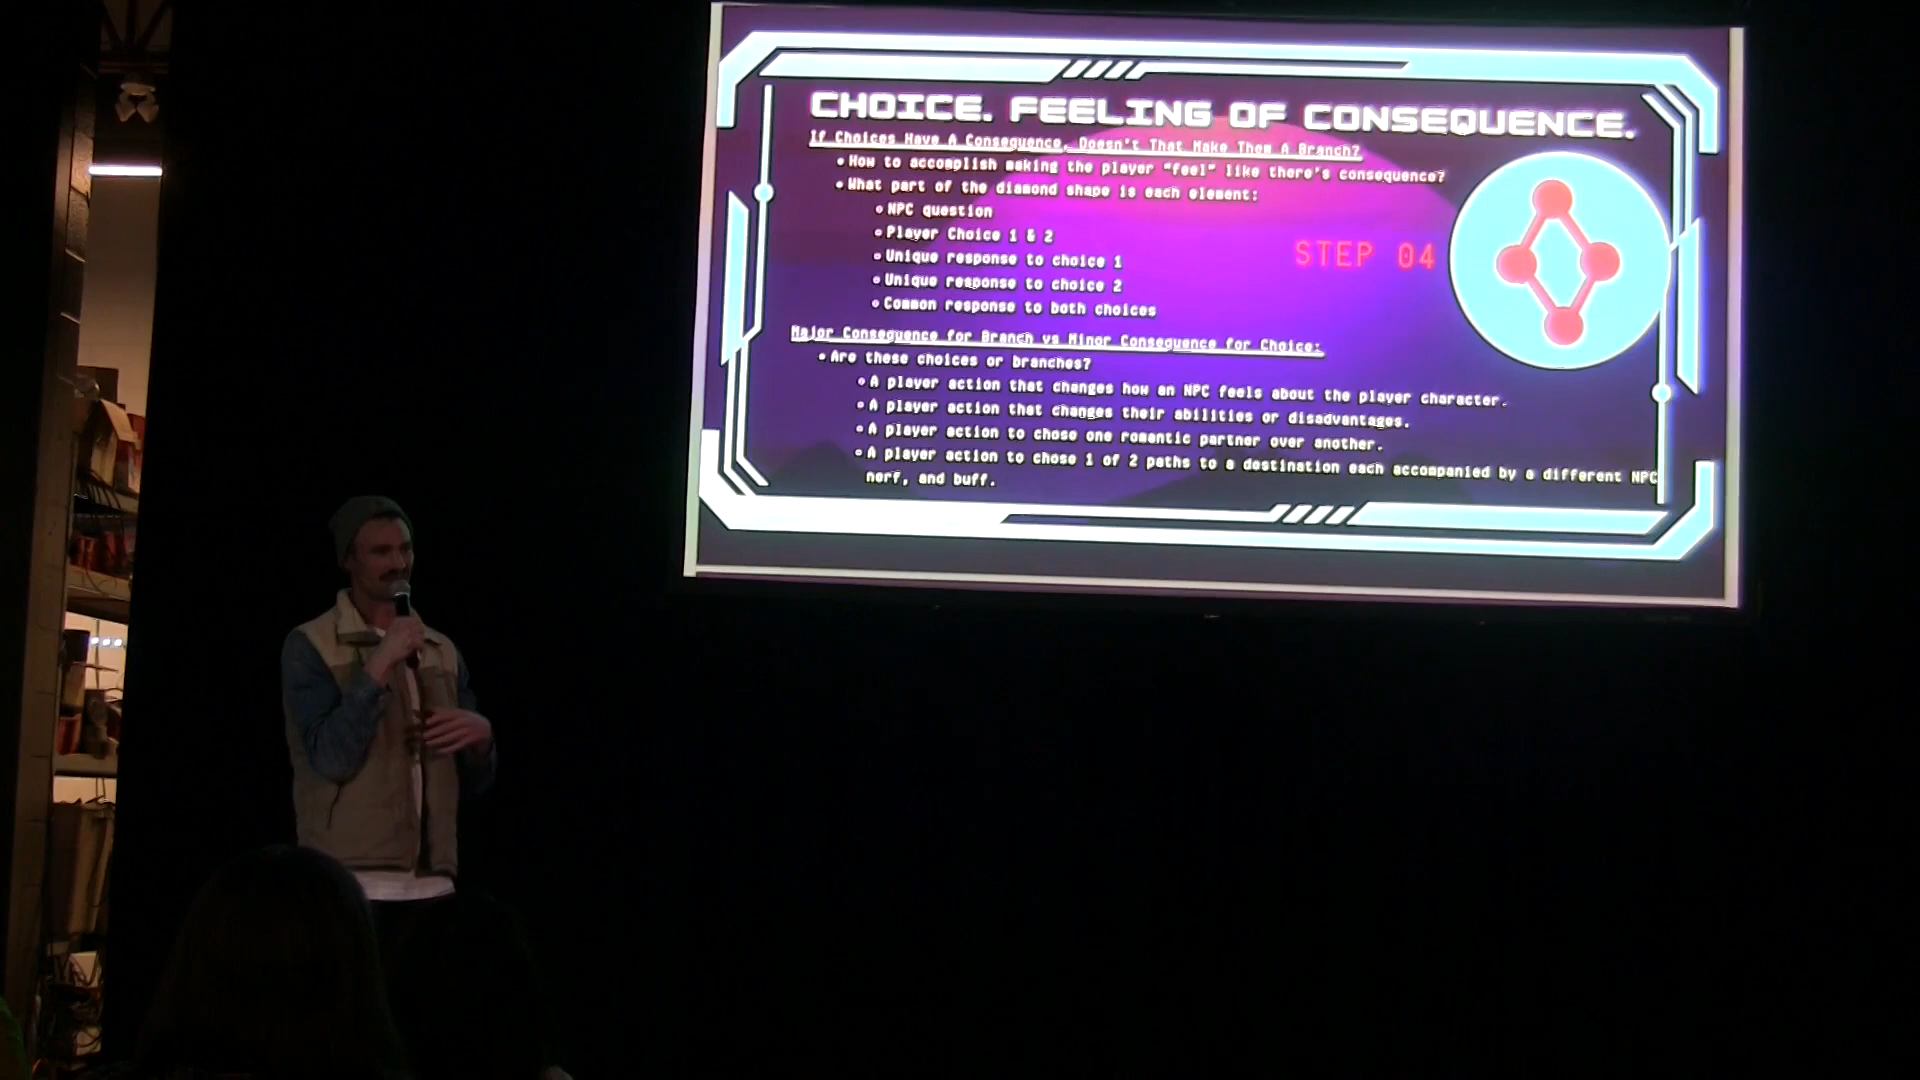 CHOICE. FEELING OF CONSEQUENCE.
If Choices Have A Consequence, Doesn't That Make Them A Branch?
• How to accomplish making the player "feel" like there's consequence?
• What part of the diamond shape is each element:
○ NPC question
○ Player Choice 1 & 2
○ Unique response to choice 1
○ Unique response to choice 2
○ Common response to both choices
STEP 04
Major Consequence for Branch vs Minor Consequence for Choice:
• Are these choices or branches?
○ A player action that changes how an NPC feels about the player character.
○ A player action that changes their abilities or disadvantages.
○ A player action to chose one romantic partner over another.
○ A player action to chose 1 of 2 paths to a destination each accompanied by a different NPC
nerf, and buff.